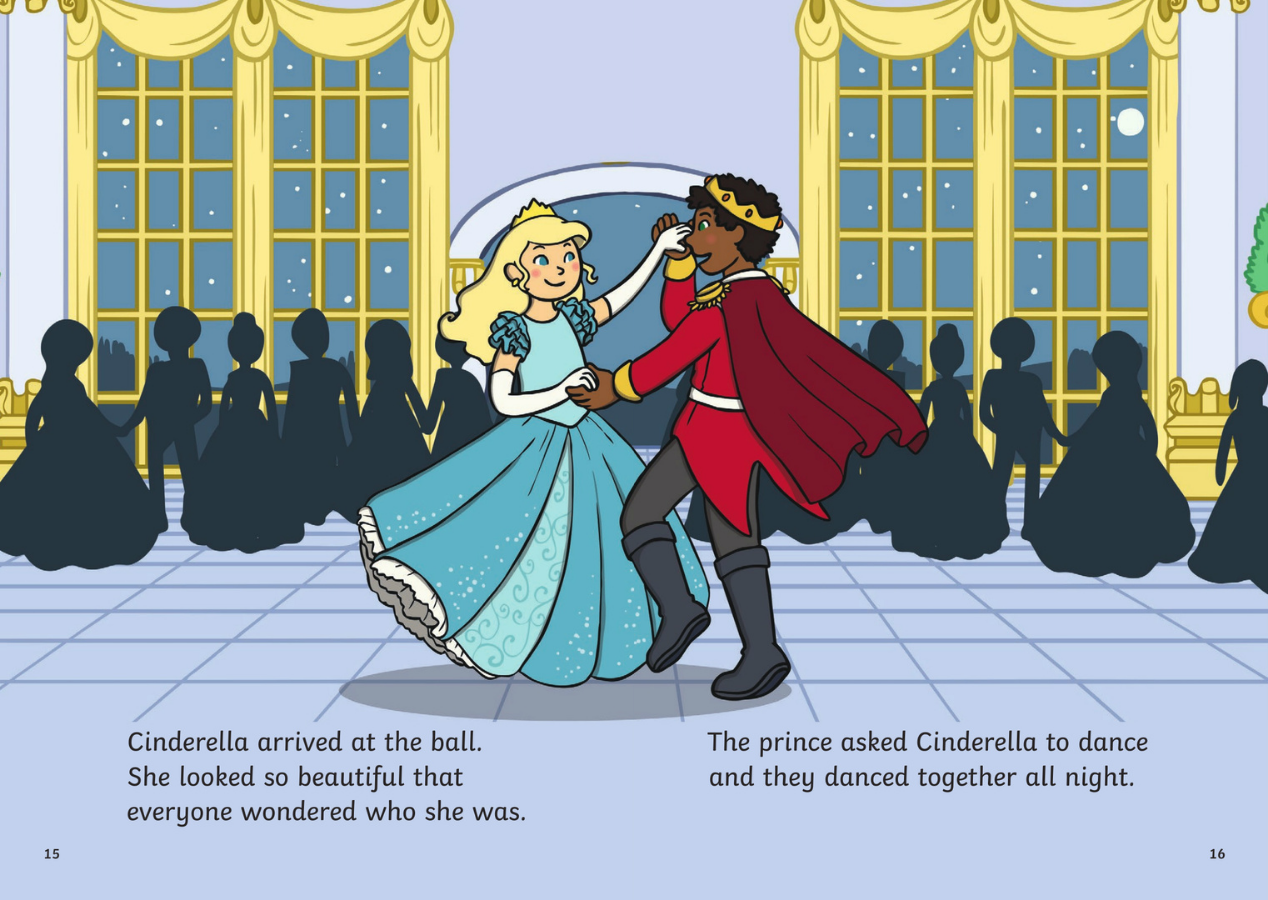 Cinderella arrived at the ball.
She looked so beautiful that
everyone wondered who she was.
The prince asked Cinderella to dance
and they danced together all night.
15
16